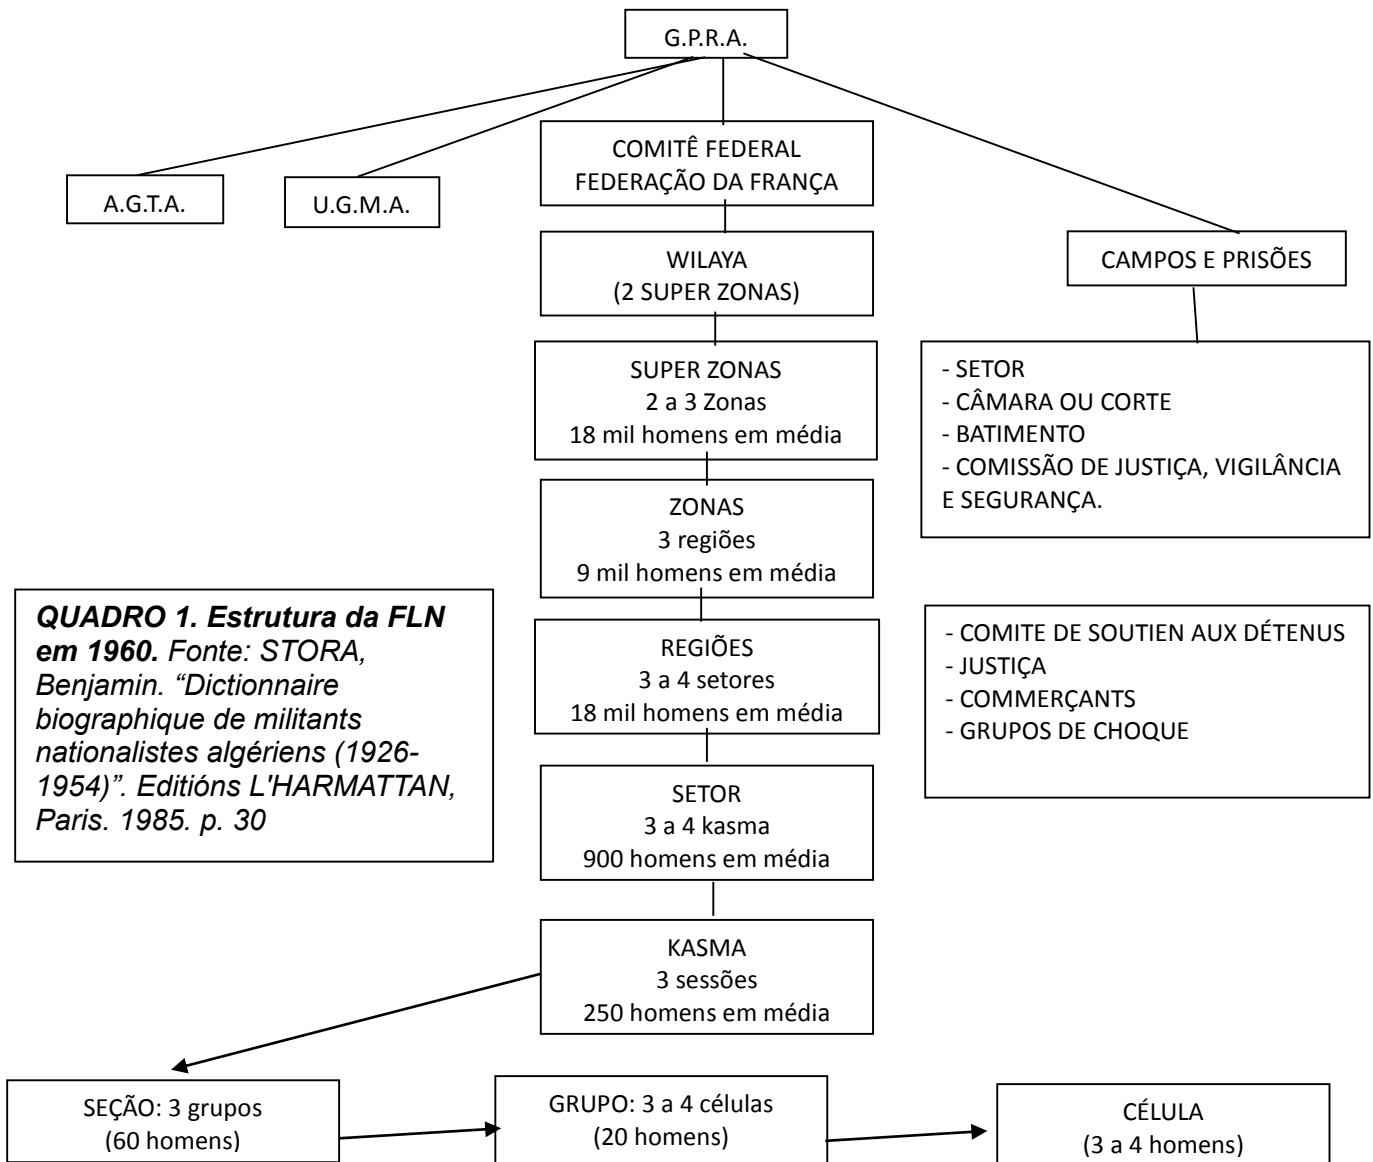 G.P.R.A.
A.G.T.A.
U.G.M.A.
COMITÊ FEDERAL
FEDERAÇÃO DA FRANÇA
CAMPOS E PRISÕES
WILAYA
(2 SUPER ZONAS)
SUPER ZONAS
2 a 3 Zonas
18 mil homens em média
- SETOR
- CÂMARA OU CORTE
- BATIMENTO
- COMISSÃO DE JUSTIÇA, VIGILÂNCIA
E SEGURANÇA.
ZONAS
3 regiões
9 mil homens em média
QUADRO 1. Estrutura da FLN
em 1960. Fonte: STORA,
Benjamin. “Dictionnaire
biographique de militants
nationalistes algériens (1926-
1954)”. Editións L'HARMATTAN,
Paris. 1985. p. 30
REGIÕES
3 a 4 setores
18 mil homens em média
- COMITE DE SOUTIEN AUX DÉTENUS
- JUSTIÇA
- COMMERÇANTS
- GRUPOS DE CHOQUE
SETOR
3 a 4 kasma
900 homens em média
KASMA
3 sessões
250 homens em média
SEÇÃO: 3 grupos
(60 homens)
GRUPO: 3 a 4 células
(20 homens)
CÉLULA
(3 a 4 homens)